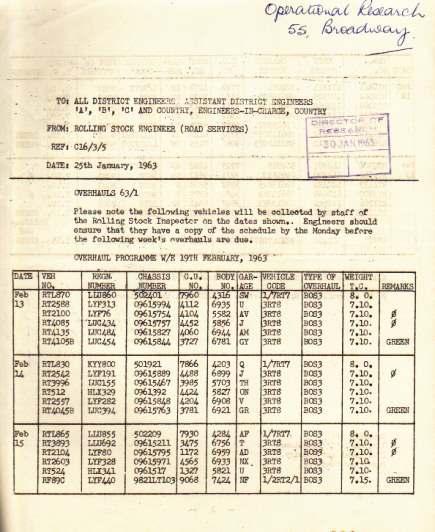 Operational Research
55, Broadway.
TO: ALL DISTRICT ENGINEERS, ASSISTANT DISTRICT ENGINEERS
'A', 'B', 'C' AND COUNTRY, ENGINEERS-IN-CHARGE, COUNTRY
FROM: ROLLING STOCK ENGINEER (ROAD SERVICES)
REF: C16/3/5
DATE: 25th January, 1963
DIRECTOR OF
RESEARCH
30 JAN 1963
OVERHAULS 63/1
Please note the following vehicles will be collected by staff of
the Rolling Stock Inspector on the dates shown. Engineers should
ensure that they have a copy of the schedule by the Monday before
the following week's overhauls are due.
OVERHAUL PROGRAMME W/E 19TH FEBRUARY, 1963
DATE VEH NO. REGN. NUMBER CHASSIS NUMBER C.U. NO. BODY NO. GAR-AGE VEHICLE CODE TYPE OF OVERHAUL WEIGHT T.C. REMARKS
Feb 13 RTL870 LLU860 502401 7960 4316 SW 1/7RT7 BOS3 8. 0.
RT2588 LYF313 09615994 4112 6935 U 3RT8 BOS3 7.10.
RT2100 LYF76 09615754 4104 5582 AV 3RT8 BOS3 7.10. Ø
RT4085 LUC434 09615757 4452 5856 J 3RT8 BOS3 7.10. Ø
RT4135 LUC484 09615827 4060 6944 AM 3RT8 BOS3 7.10.
RT4105B LUC454 09615844 3727 6781 GY 3RT8 BOS3 7.10. GREEN
Feb 14 RTL830 KYY800 501921 7866 4203 Q 1/7RT7 BOS3 8. 0.
RT2542 LYF191 09615889 4488 6899 J 3RT8 BOS3 7.10. Ø
RT3996 LUC155 09615467 3985 5703 TH 3RT8 BOS3 7.10.
RT512 HLX329 0961392 4424 5827 ON 3RT8 BOS3 7.10.
RT2557 LYF282 09615848 4204 6908 V 3RT8 BOS3 7.10.
RT4045B LUC394 09615763 3781 6921 GR 3RT8 BOS3 7.10. GREEN
Feb 15 RTL865 LLU855 502209 7930 4284 AF 1/7RT7 BOS3 8. 0.
RT3893 LLU692 09615211 3475 6756 T 3RT8 BOS3 7.10. Ø
RT2104 LYF80 09615795 1172 6959 AD 3RT8 BOS3 7.10. Ø
RT2603 LYF328 09615971 4565 6933 NX 3RT8 BOS3 7.10.
RT524 HLX341 0961517 1327 5821 U 3RT8 BOS3 7.10.
RF89C LYF440 9821LT103 9068 7424 NF 1/2RT2/1 BOS3 7.15. GREEN